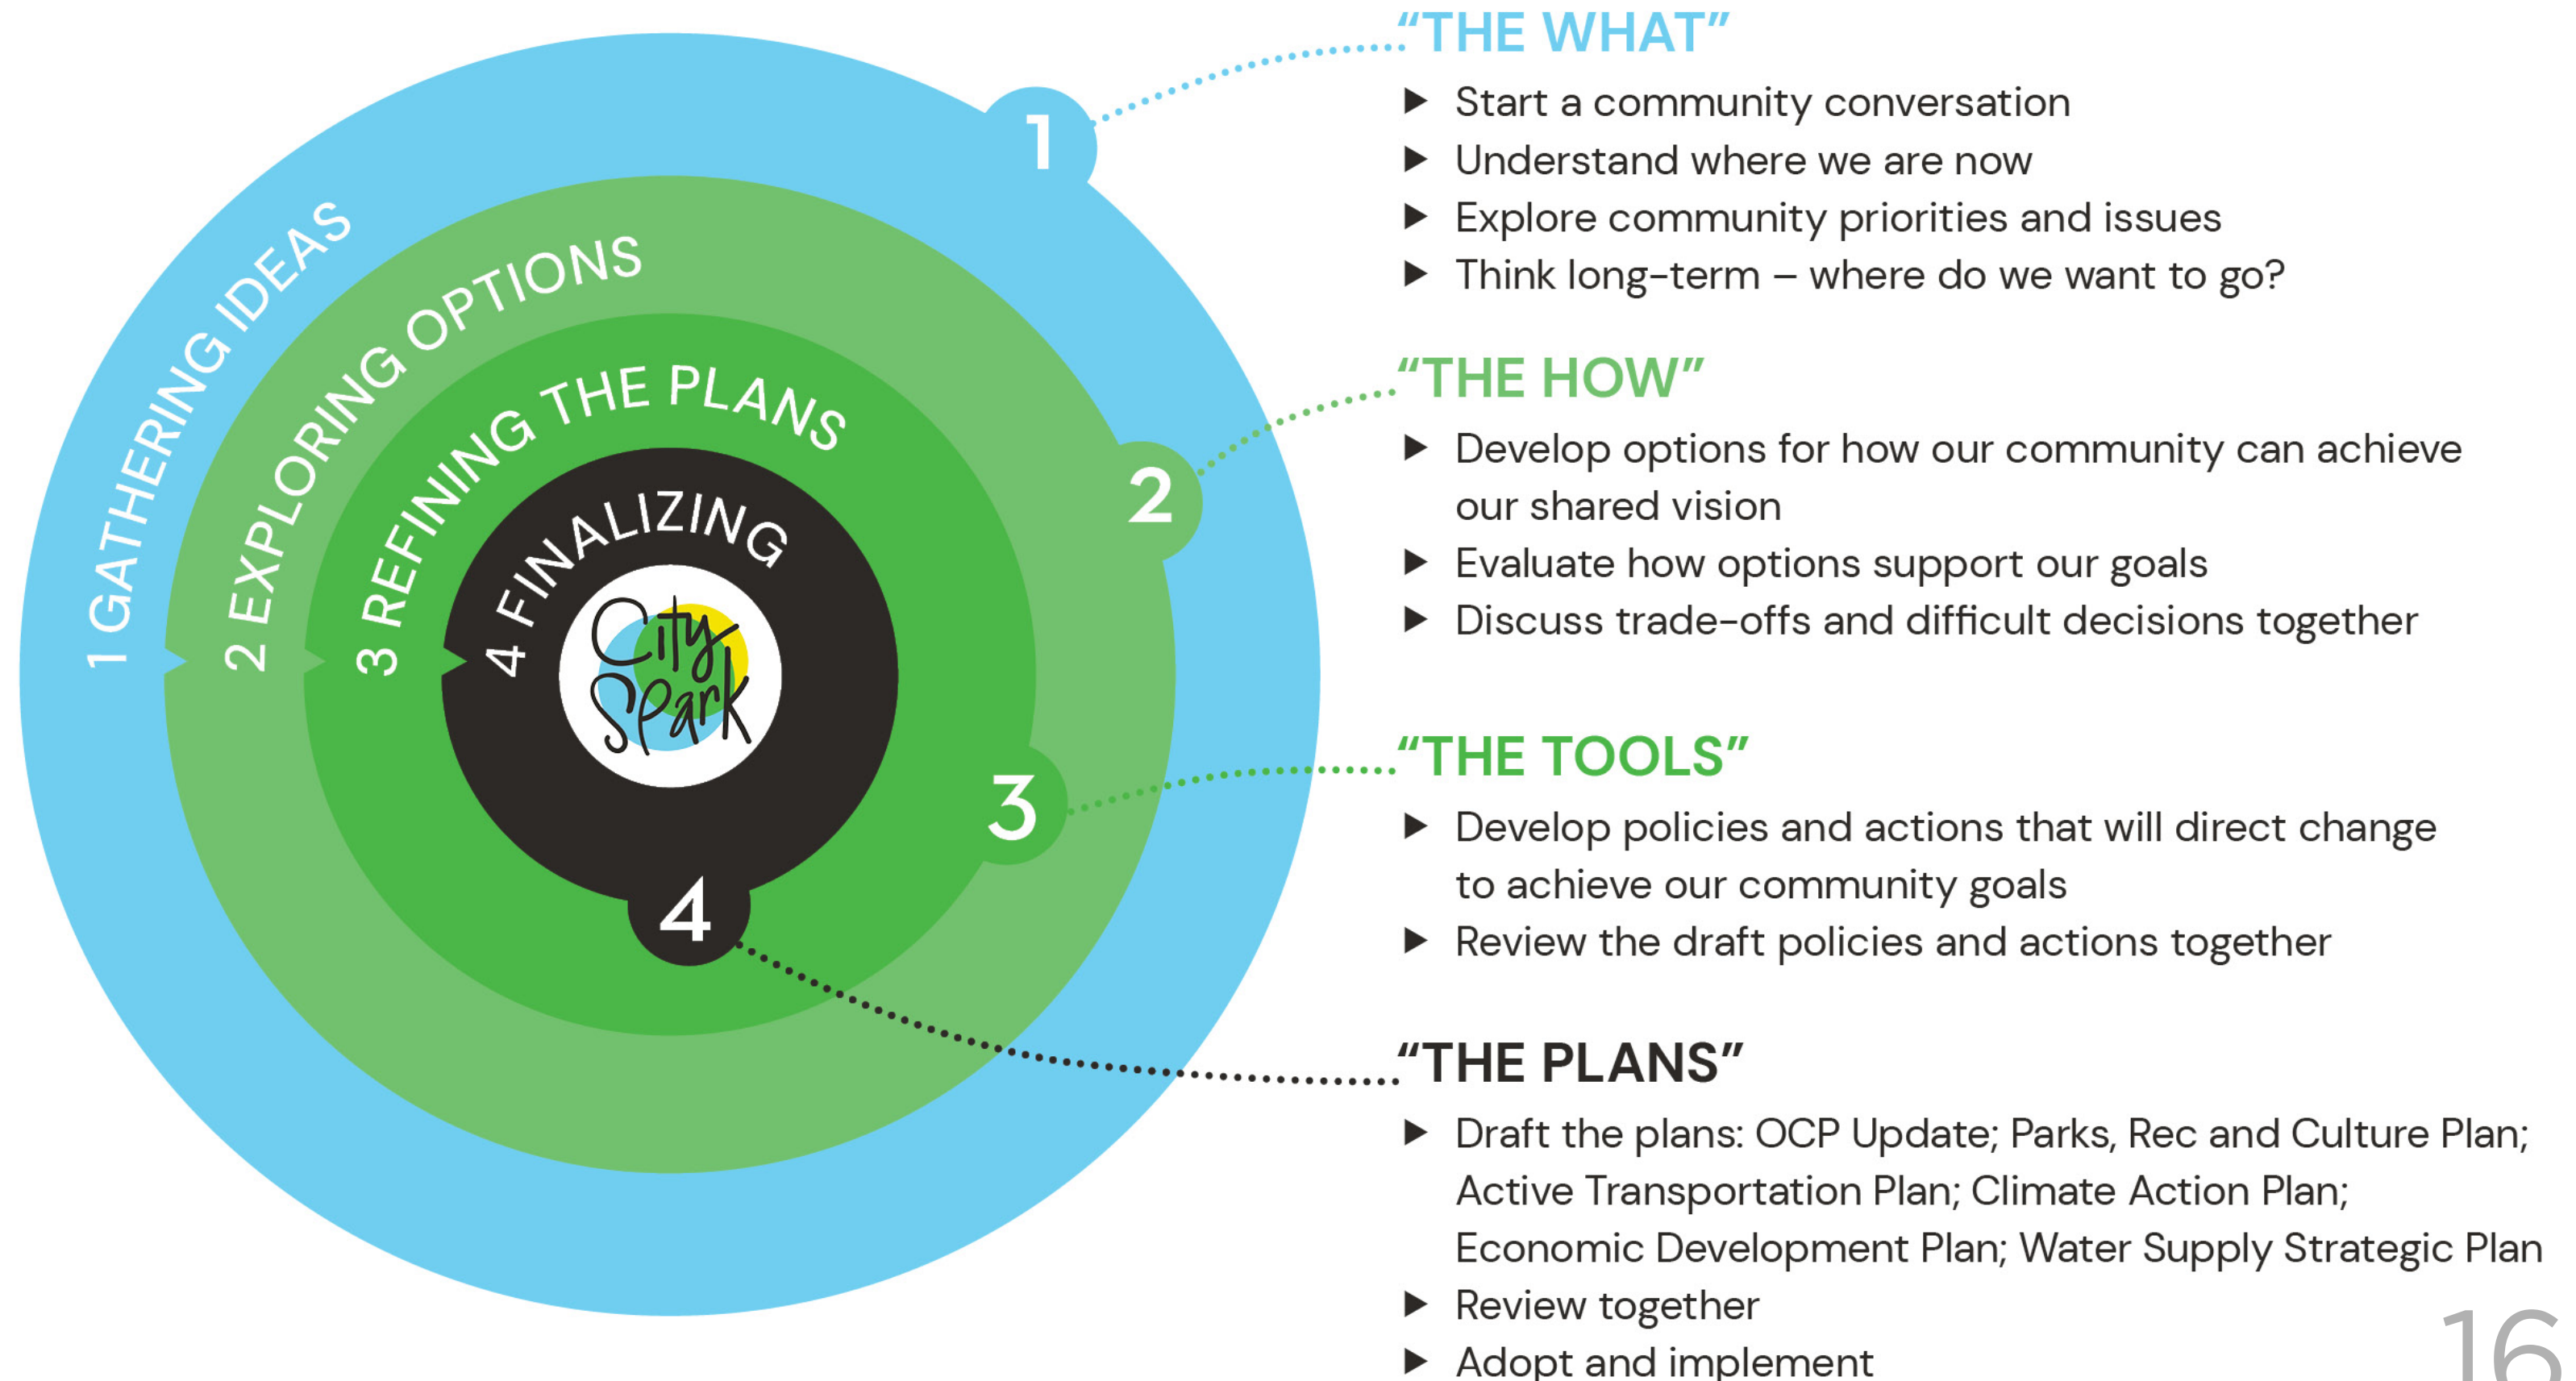 1 GATHERING IDEAS
2 EXPLORING OPTIONS
3 REFINING THE PLANS
4 FINALIZING
City
Spark
1
2
3
4
“THE WHAT”
▶ Start a community conversation
▶ Understand where we are now
▶ Explore community priorities and issues
▶ Think long-term – where do we want to go?
“THE HOW”
▶ Develop options for how our community can achieve
our shared vision
▶ Evaluate how options support our goals
▶ Discuss trade-offs and difficult decisions together
“THE TOOLS”
▶ Develop policies and actions that will direct change
to achieve our community goals
▶ Review the draft policies and actions together
“THE PLANS”
▶ Draft the plans: OCP Update; Parks, Rec and Culture Plan;
Active Transportation Plan; Climate Action Plan;
Economic Development Plan; Water Supply Strategic Plan
▶ Review together
▶ Adopt and implement
16